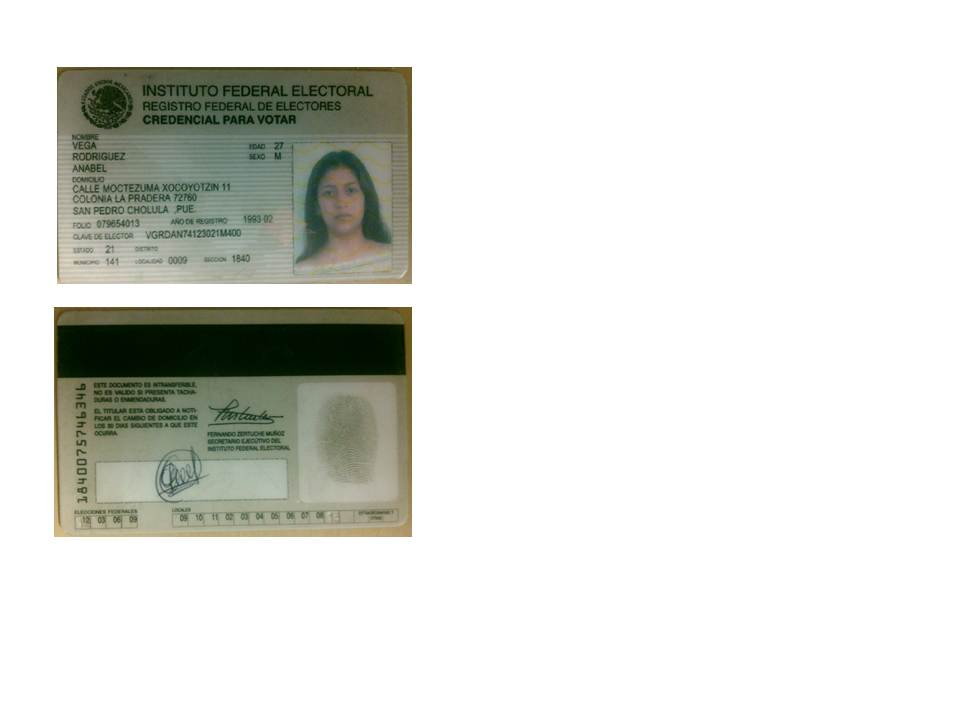 INSTITUTO FEDERAL ELECTORAL
REGISTRO FEDERAL DE ELECTORES
CREDENCIAL PARA VOTAR
NOMBRE
VEGA
RODRIGUEZ
ANABEL
EDAD 27
SEXO M
DOMICILIO
CALLE MOCTEZUMA XOCOYOTZIN 11
COLONIA LA PRADERA 72760
SAN PEDRO CHOLULA ,PUE.
FOLIO 079654013 AÑO DE REGISTRO 1993 02
CLAVE DE ELECTOR VGRDAN74123021M400
ESTADO 21 DISTRITO
MUNICIPIO 141 LOCALIDAD 0009 SECCION 1840
1840075746346
ESTE DOCUMENTO ES INTRANSFERIBLE,
NO ES VALIDO SI PRESENTA TACHA-
DURAS O ENMENDADURAS.
EL TITULAR ESTA OBLIGADO A NOTI-
FICAR EL CAMBIO DE DOMICILIO EN
LOS 30 DIAS SIGUIENTES A QUE ESTE
OCURRA.
FERNANDO ZERTUCHE MUÑOZ
SECRETARIO EJECUTIVO DEL
INSTITUTO FEDERAL ELECTORAL
ELECCIONES FEDERALES
12 03 06 09
LOCALES
09 10 11 02 03 04 05 06 07 08